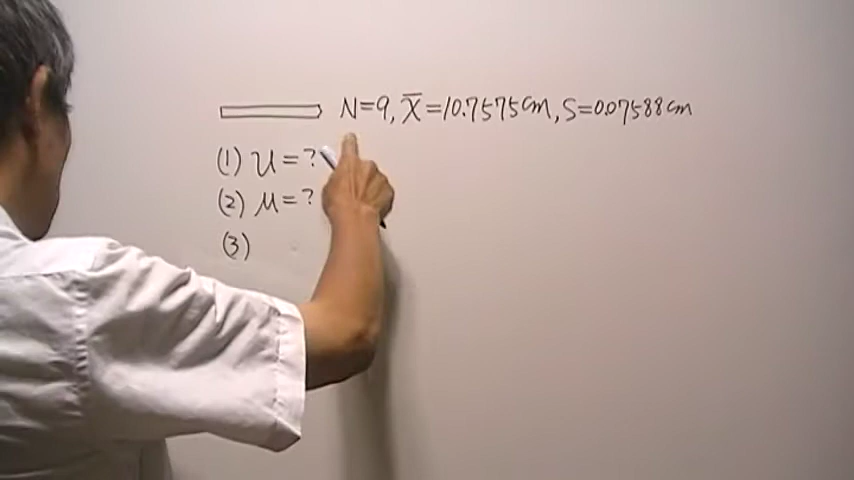 N=9, X̄=10.7575cm, S=0.07588cm
(1) u=?
(2) μ=?
(3)